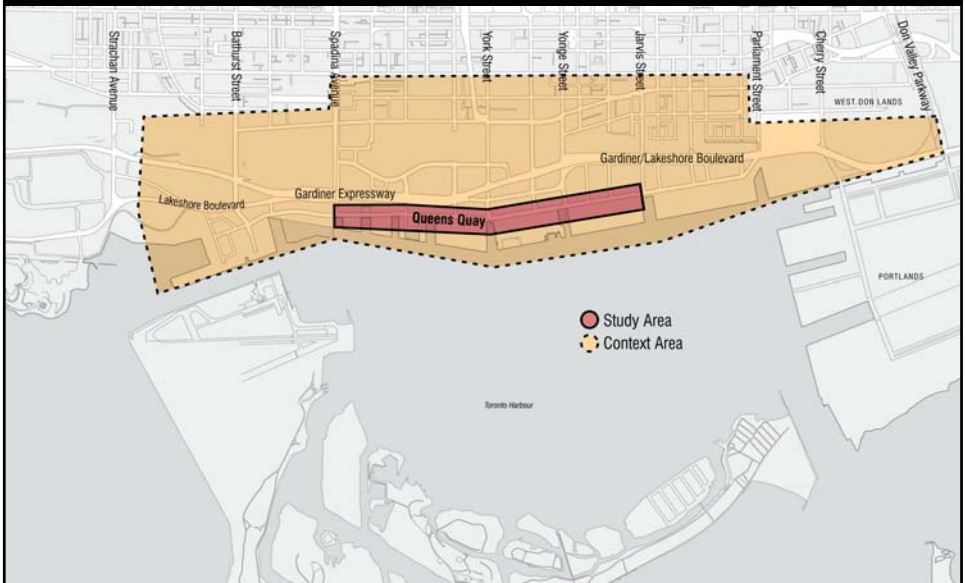 Strachan Avenue
Bathurst Street
Spadina Avenue
York Street
Yonge Street
Jarvis Street
Parliament Street
Cherry Street
Don Valley Parkway
WEST DON LANDS
Gardiner/Lakeshore Boulevard
Gardiner Expressway
Lakeshore Boulevard
Queens Quay
PORTLANDS
Study Area
Context Area
Toronto Harbour